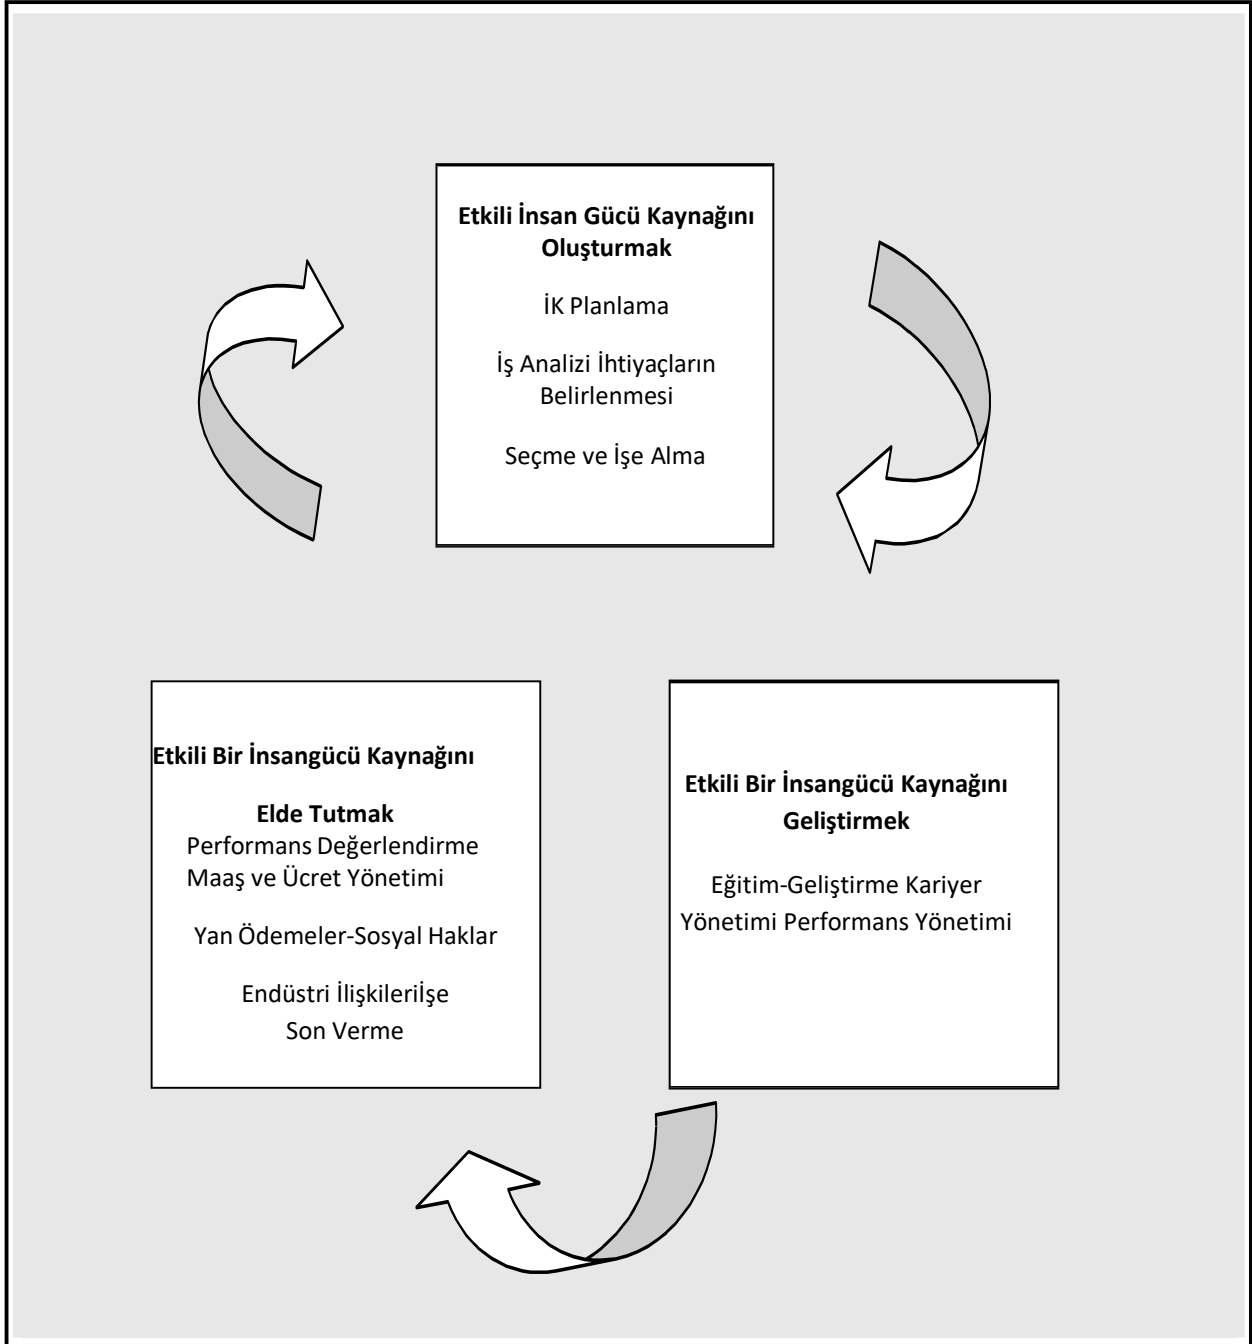 Etkili İnsan Gücü Kaynağını
Oluşturmak
İK Planlama
İş Analizi İhtiyaçların
Belirlenmesi
Seçme ve İşe Alma
Etkili Bir İnsangücü Kaynağını
Elde Tutmak
Performans Değerlendirme
Maaş ve Ücret Yönetimi
Yan Ödemeler-Sosyal Haklar
Endüstri İlişkileriİşe
Son Verme
Etkili Bir İnsangücü Kaynağını
Geliştirmek
Eğitim-Geliştirme Kariyer
Yönetimi Performans Yönetimi